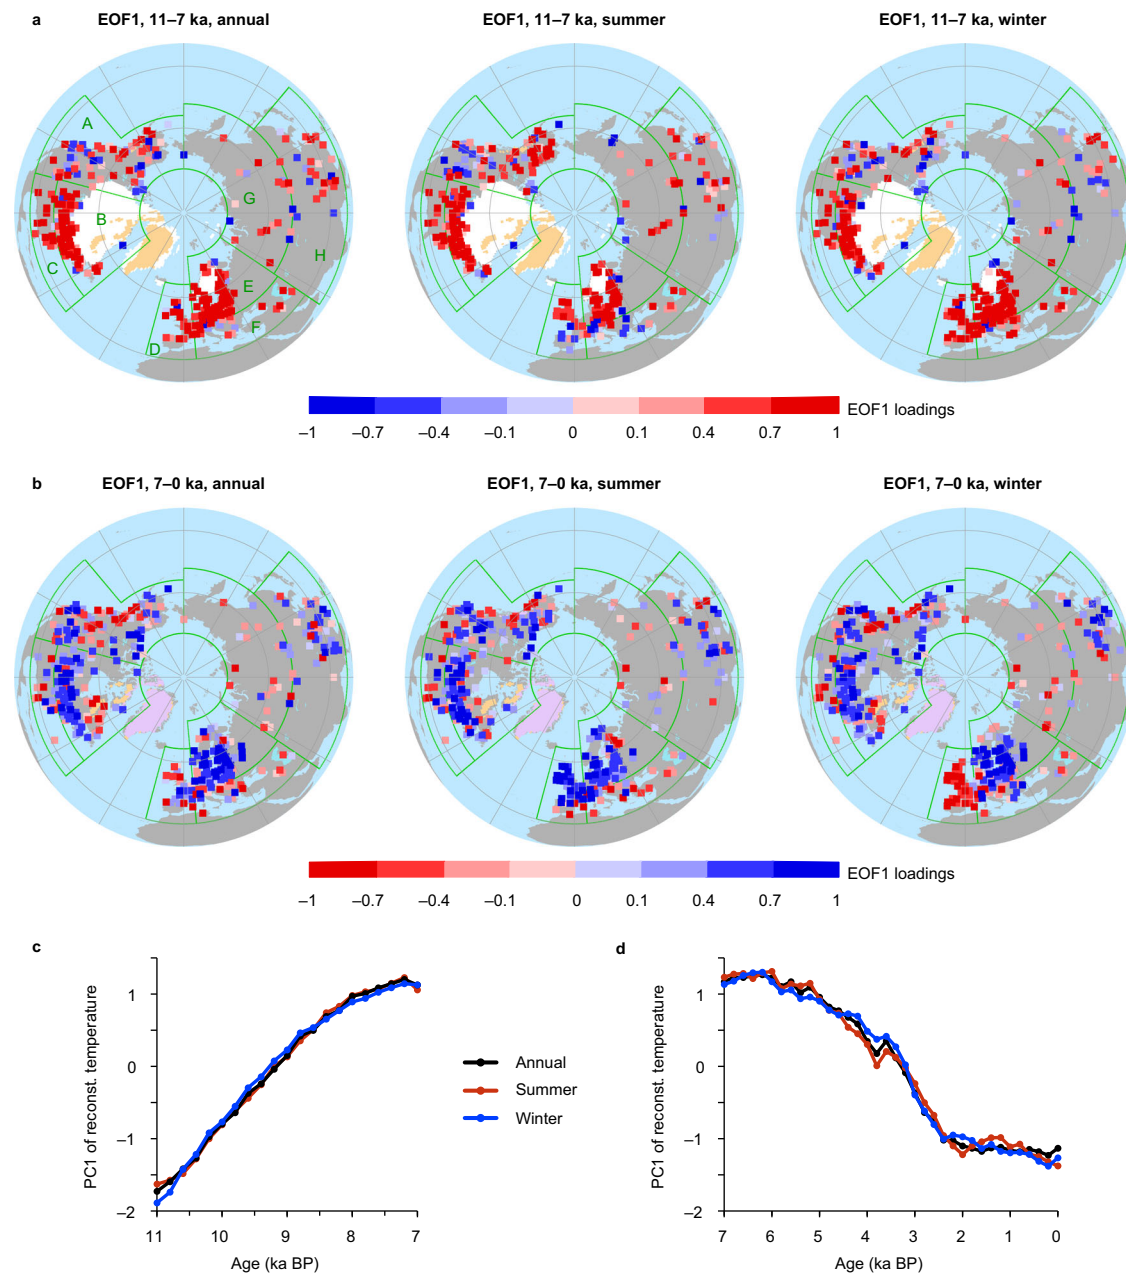 a
EOF1, 11–7 ka, annual
EOF1, 11–7 ka, summer
EOF1, 11–7 ka, winter
A
B
C
D
E
F
G
H
EOF1 loadings
–1 –0.7 –0.4 –0.1 0 0.1 0.4 0.7 1
b
EOF1, 7–0 ka, annual
EOF1, 7–0 ka, summer
EOF1, 7–0 ka, winter
EOF1 loadings
–1 –0.7 –0.4 –0.1 0 0.1 0.4 0.7 1
c
PC1 of reconst. temperature
1
0
–1
–2
11 10 9 8 7
Age (ka BP)
Annual
Summer
Winter
d
PC1 of reconst. temperature
1
0
–1
–2
7 6 5 4 3 2 1 0
Age (ka BP)